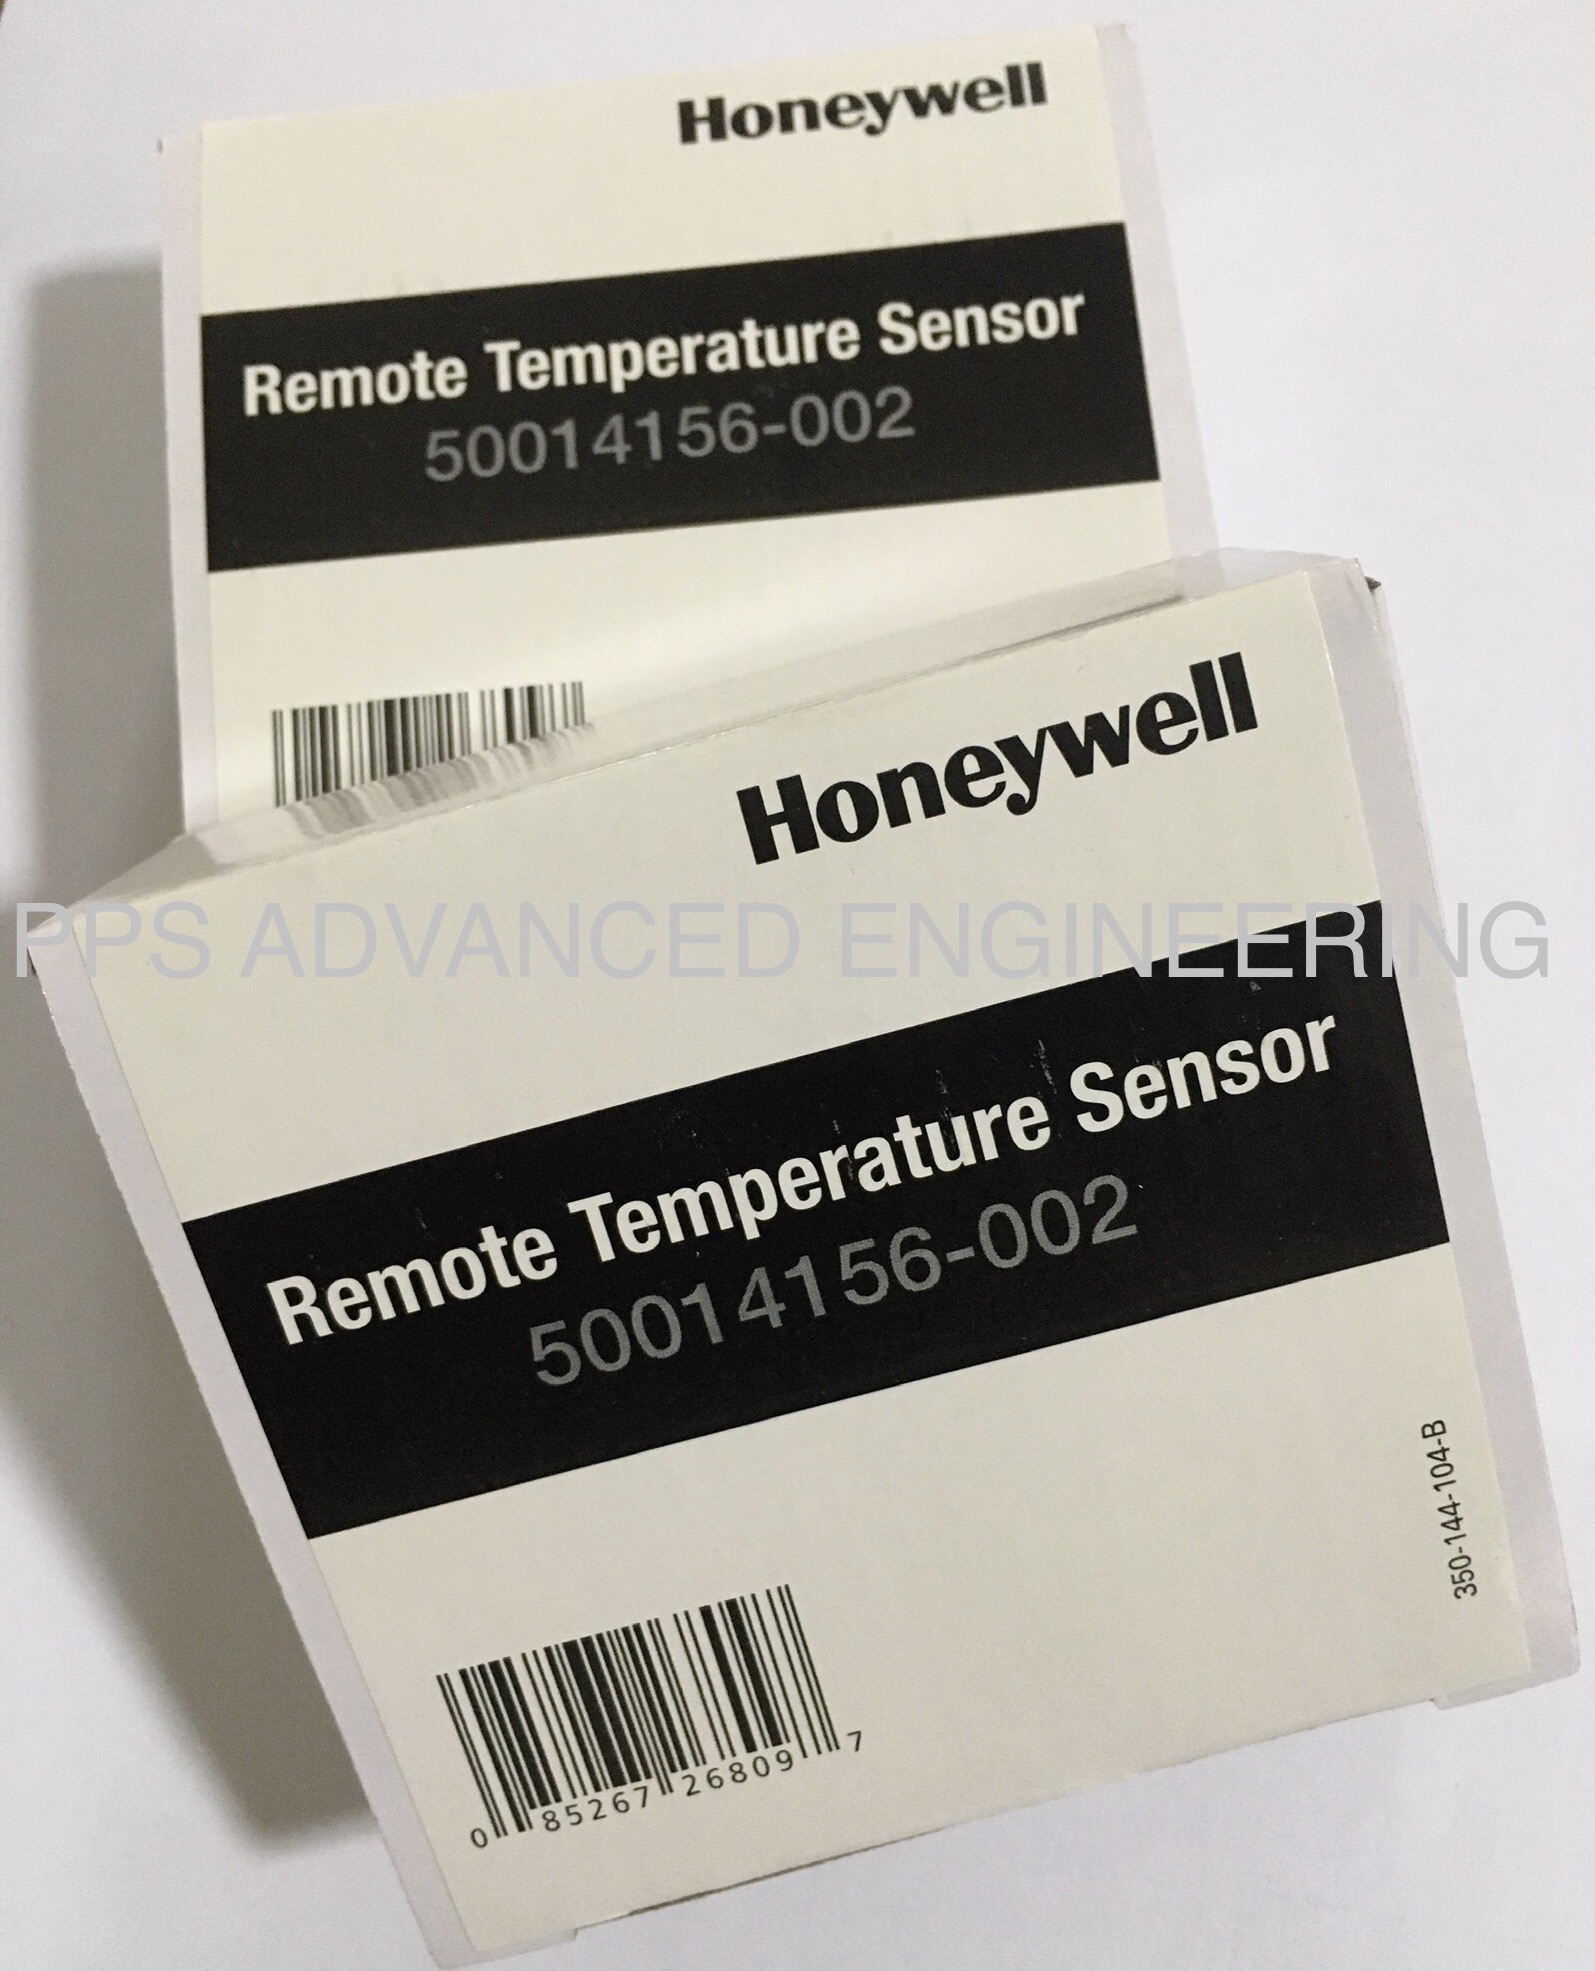 Honeywell
Remote Temperature Sensor
50014156-002
Honeywell
PPS ADVANCED ENGINEERING
Remote Temperature Sensor
50014156-002
350-144-104-B
0 85267 26809 7